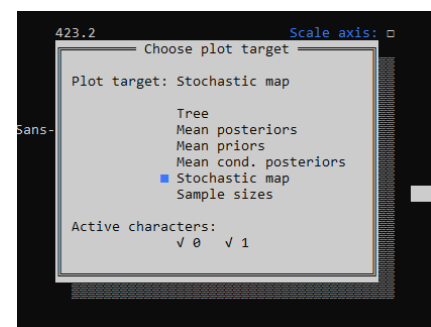 423.2 Scale axis: □
Choose plot target
Plot target: Stochastic map
Tree
Sans-
Mean posteriors
Mean priors
Mean cond. posteriors
■ Stochastic map
Sample sizes
Active characters:
√ 0 √ 1